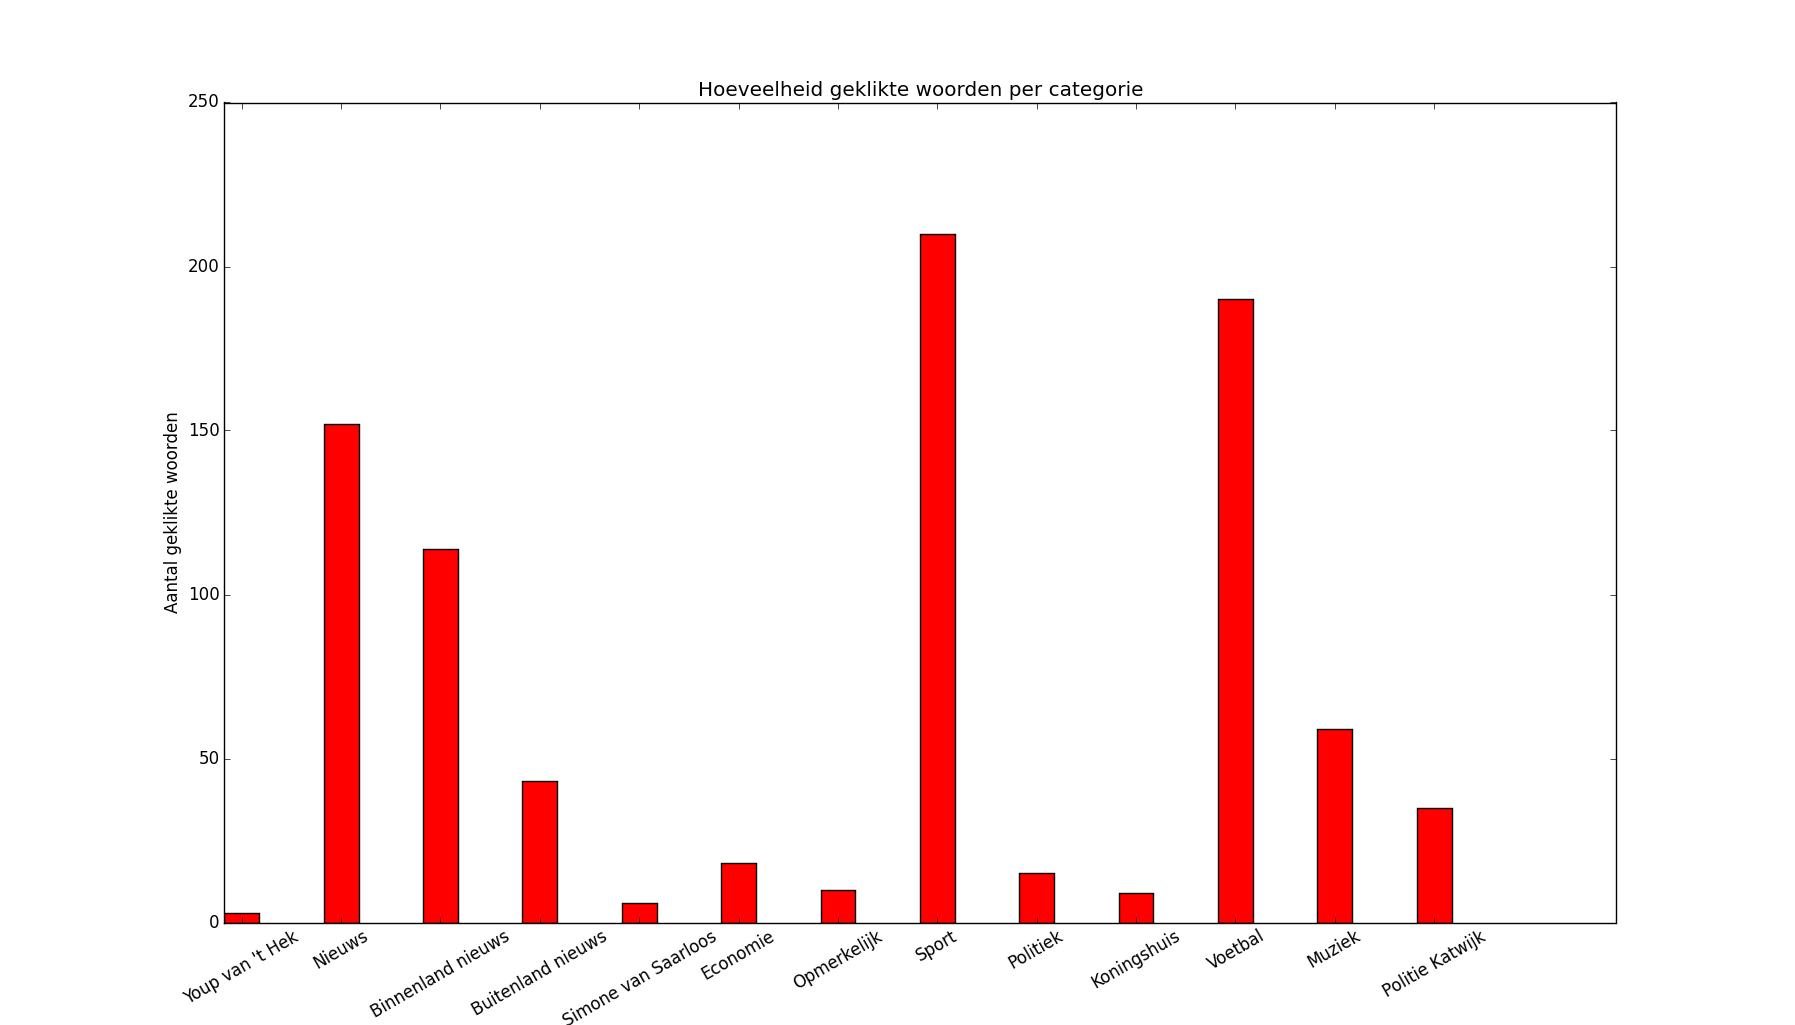 Hoeveelheid geklikte woorden per categorie
250
200
150
100
50
0
Aantal geklikte woorden
Youp van 't Hek
Nieuws
Binnenland nieuws
Buitenland nieuws
Simone van Saarloos
Economie
Opmerkelijk
Sport
Politiek
Koningshuis
Voetbal
Muziek
Politie Katwijk